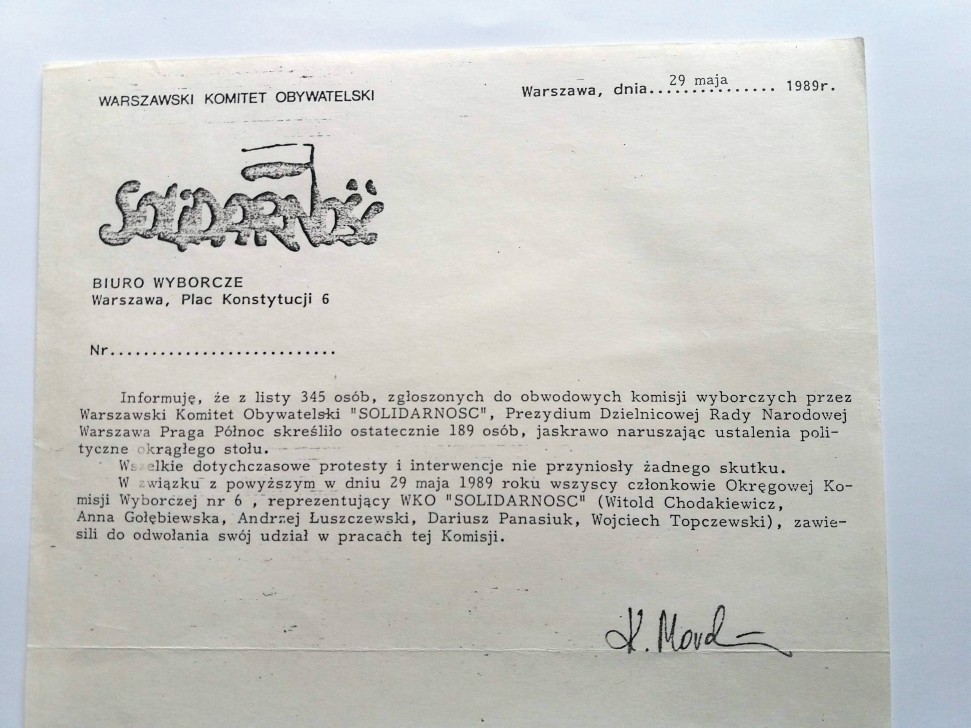 WARSZAWSKI KOMITET OBYWATELSKI
Warszawa, dnia...29 maja...... 1989r.
SOLIDARNOŚĆ
BIURO WYBORCZE
Warszawa, Plac Konstytucji 6
Nr...........................
Informuję, że z listy 345 osób, zgłoszonych do obwodowych komisji wyborczych przez
Warszawski Komitet Obywatelski "SOLIDARNOSC", Prezydium Dzielnicowej Rady Narodowej
Warszawa Praga Północ skreśliło ostatecznie 189 osób, jaskrawo naruszając ustalenia poli-
tyczne okrągłego stołu.
Wszelkie dotychczasowe protesty i interwencje nie przyniosły żadnego skutku.
W związku z powyższym w dniu 29 maja 1989 roku wszyscy członkowie Okręgowej Ko-
misji Wyborczej nr 6 , reprezentujący WKO "SOLIDARNOSC" (Witold Chodakiewicz,
Anna Gołębiewska, Andrzej Łuszczewski, Dariusz Panasiuk, Wojciech Topczewski), zawie-
sili do odwołania swój udział w pracach tej Komisji.
K.